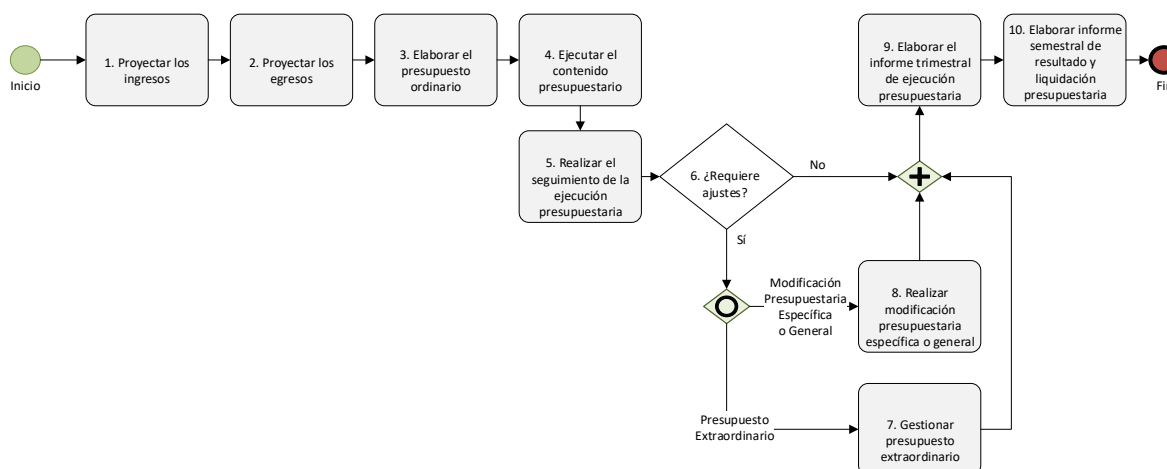 Inicio
1. Proyectar los
ingresos
2. Proyectar los
egresos
3. Elaborar el
presupuesto
ordinario
4. Ejecutar el
contenido
presupuestario
5. Realizar el
seguimiento de la
ejecución
presupuestaria
6. ¿Requiere
ajustes?
No
Sí
Modificación
Presupuestaria
Específica
o General
8. Realizar
modificación
presupuestaria
específica o general
Presupuesto
Extraordinario
7. Gestionar
presupuesto
extraordinario
9. Elaborar el
informe trimestral
de ejecución
presupuestaria
10. Elaborar informe
semestral de
resultado y
liquidación
presupuestaria
Fin